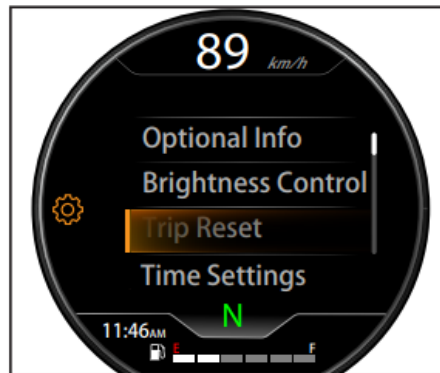 89 km/h
Optional Info
Brightness Control
Trip Reset
Time Settings
N
11:46AM
E F